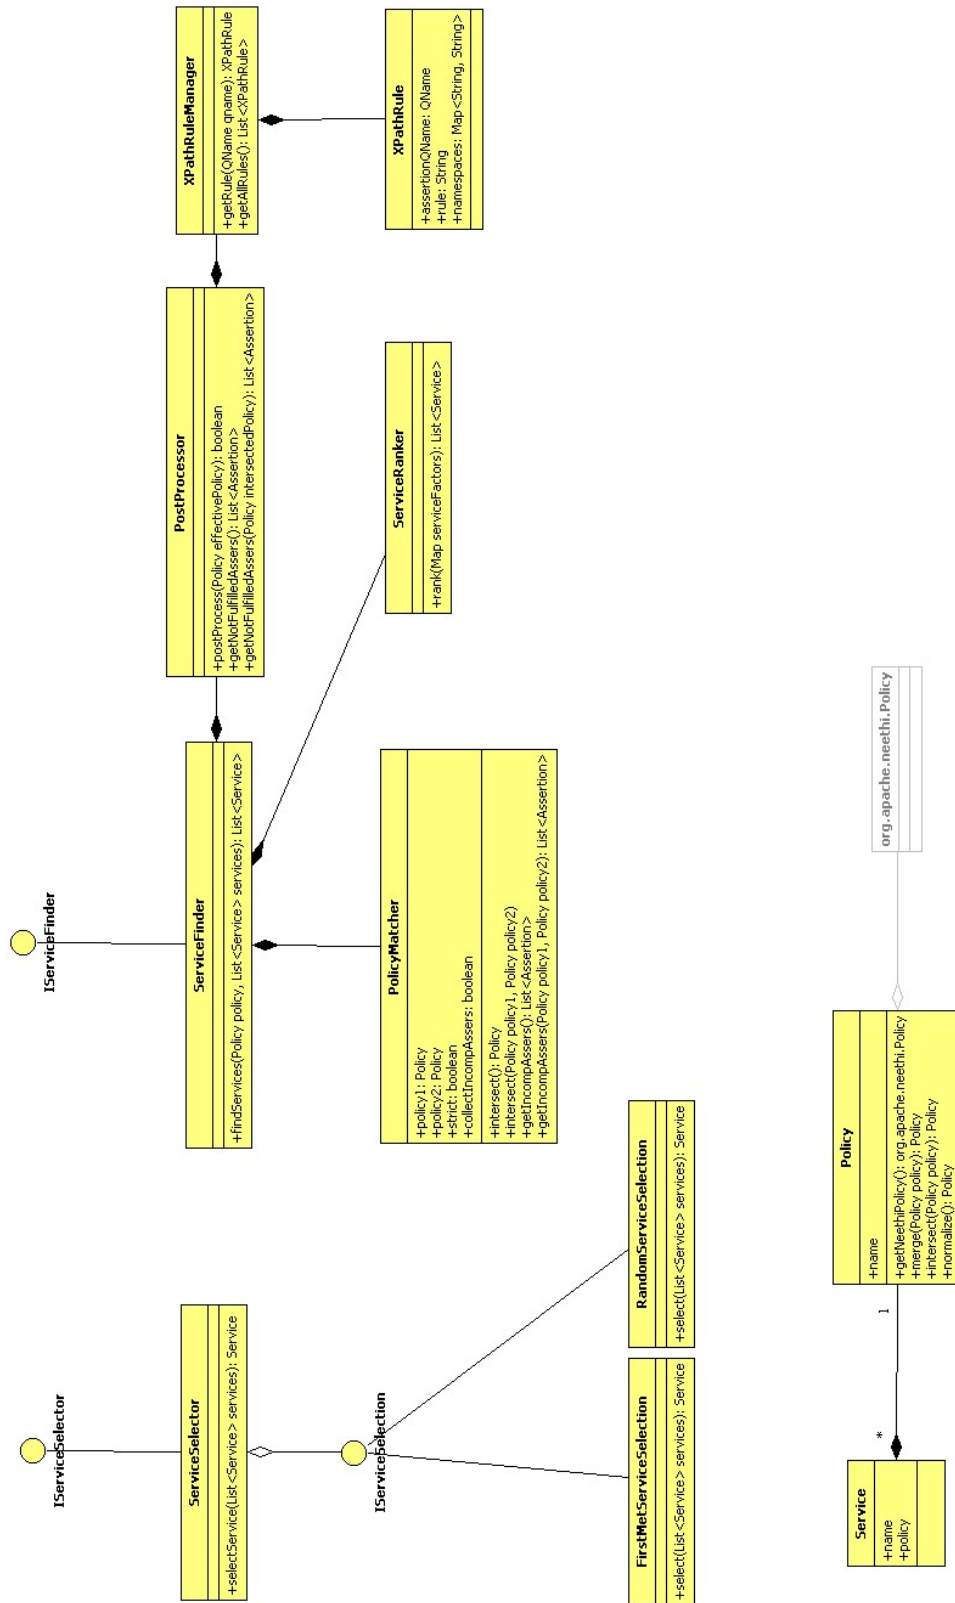 IServiceSelector
ServiceSelector
+selectService(List<Service> services): Service
IServiceSelection
FirstMetServiceSelection
+select(List<Service> services): Service
RandomServiceSelection
+select(List<Service> services): Service
IServiceFinder
ServiceFinder
+findServices(Policy policy, List<Service> services): List<Service>
PolicyMatcher
+policy1: Policy
+policy2: Policy
+strict: boolean
+collectIncompAssers: boolean
+intersect(): Policy
+intersect(Policy policy1, Policy policy2)
+getIncompAssers(): List<Assertion>
+getIncompAssers(Policy policy1, Policy policy2): List<Assertion>
PostProcessor
+postProcess(Policy effectivePolicy): boolean
+getNotFulfilledAssers(): List<Assertion>
+getNotFulfilledAssers(Policy intersectedPolicy): List<Assertion>
ServiceRanker
+rank(Map serviceFactors): List<Service>
XPathRuleManager
+getRule(QName qname): XPathRule
+getAllRules(): List<XPathRule>
XPathRule
+assertionQName: QName
+rule: String
+namespaces: Map<String, String>
Service
+name
+policy
*
1
Policy
+name
+getNeethiPolicy(): org.apache.neethi.Policy
+merge(Policy policy): Policy
+intersect(Policy policy): Policy
+normalize(): Policy
org.apache.neethi.Policy